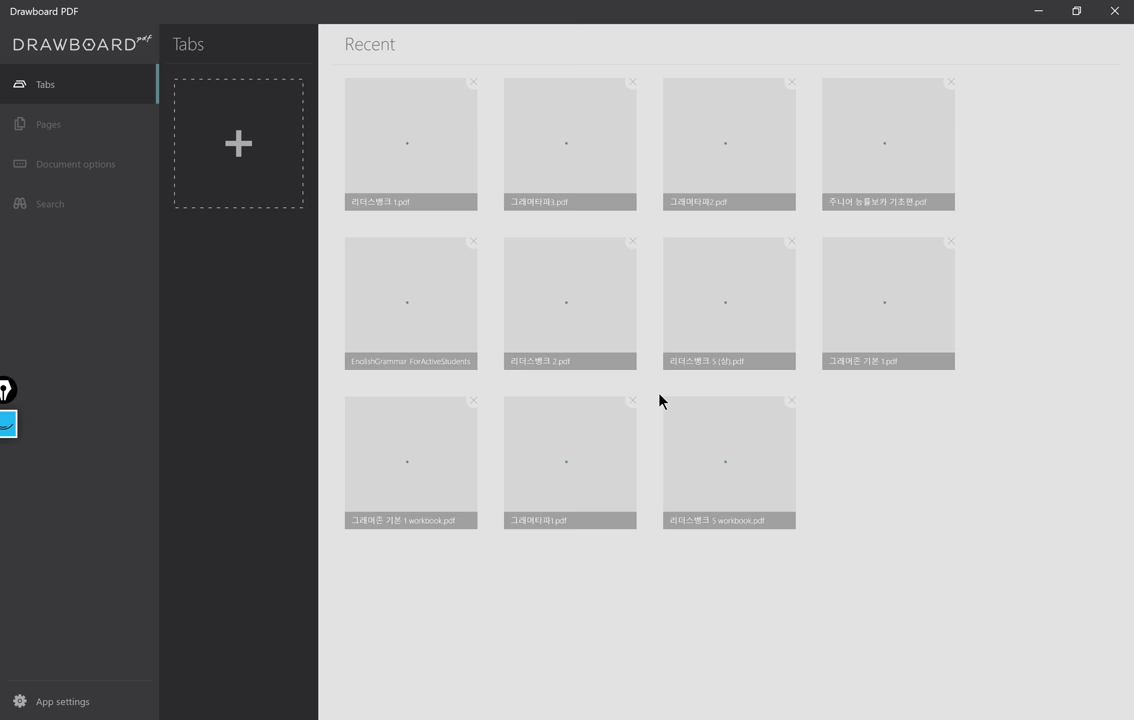 Drawboard PDF
DRAWBOARD pdf
Tabs
Pages
Document options
Search
App settings
Tabs
Recent
리더스뱅크 1.pdf
그래머타파3.pdf
그래머타파2.pdf
주니어 능률보카 기초편.pdf
EnglishGrammar ForActiveStudents
리더스뱅크 2.pdf
리더스뱅크 5 (상).pdf
그래머존 기본 1.pdf
그래머존 기본 1 workbook.pdf
그래머타파1.pdf
리더스뱅크 5 workbook.pdf